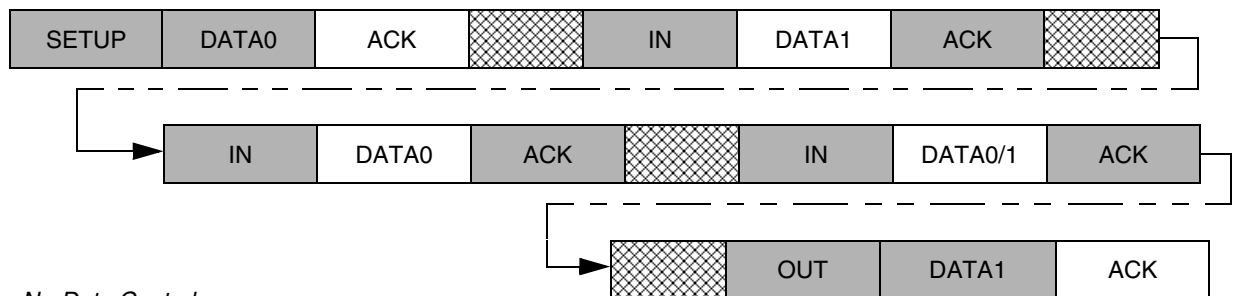 SETUP DATA0 ACK IN DATA1 ACK
IN DATA0 ACK IN DATA0/1 ACK
OUT DATA1 ACK